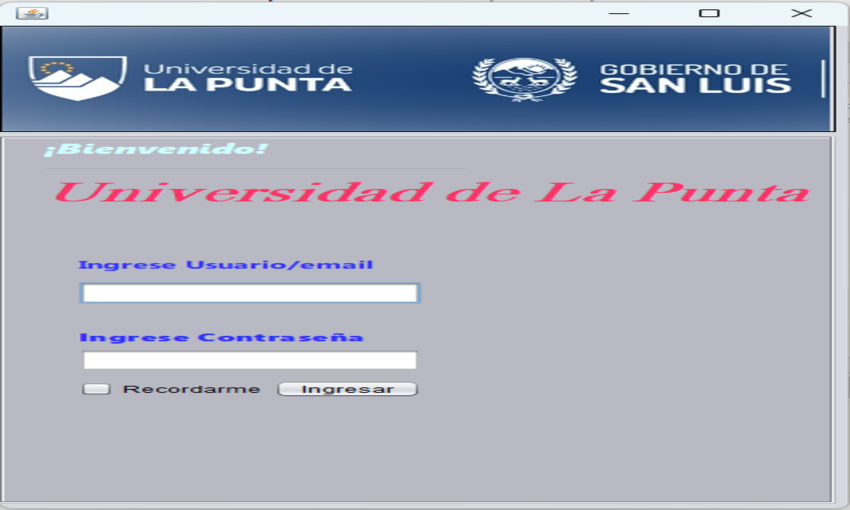 Universidad de
LA PUNTA
GOBIERNO DE
SAN LUIS
¡Bienvenido!
Universidad de La Punta
Ingrese Usuario/email
Ingrese Contraseña
Recordarme Ingresar